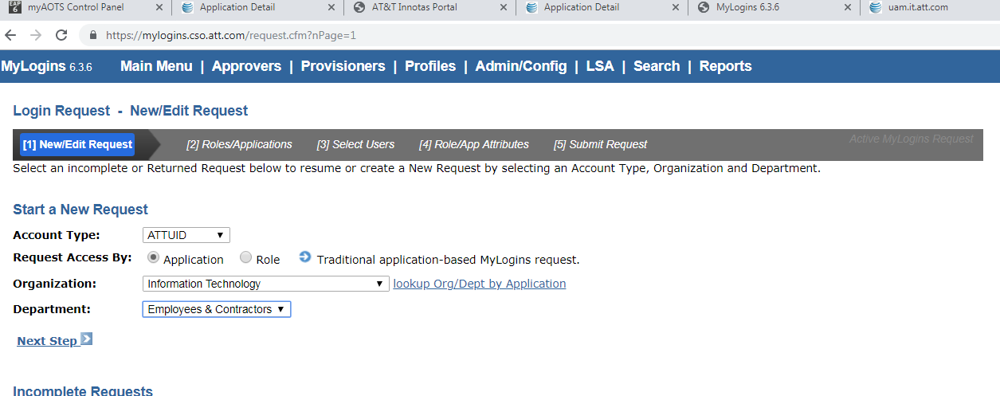 EAP 6 myAOTS Control Panel Application Detail AT&T Innotas Portal Application Detail MyLogins 6.3.6 uam.it.att.com
https://mylogins.cso.att.com/request.cfm?nPage=1
MyLogins 6.3.6 Main Menu | Approvers | Provisioners | Profiles | Admin/Config | LSA | Search | Reports
Login Request - New/Edit Request
[1] New/Edit Request [2] Roles/Applications [3] Select Users [4] Role/App Attributes [5] Submit Request Active MyLogins Request
Select an incomplete or Returned Request below to resume or create a New Request by selecting an Account Type, Organization and Department.
Start a New Request
Account Type: ATTUID
Request Access By: Application Role Traditional application-based MyLogins request.
Organization: Information Technology lookup Org/Dept by Application
Department: Employees & Contractors
Next Step
Incomplete Requests